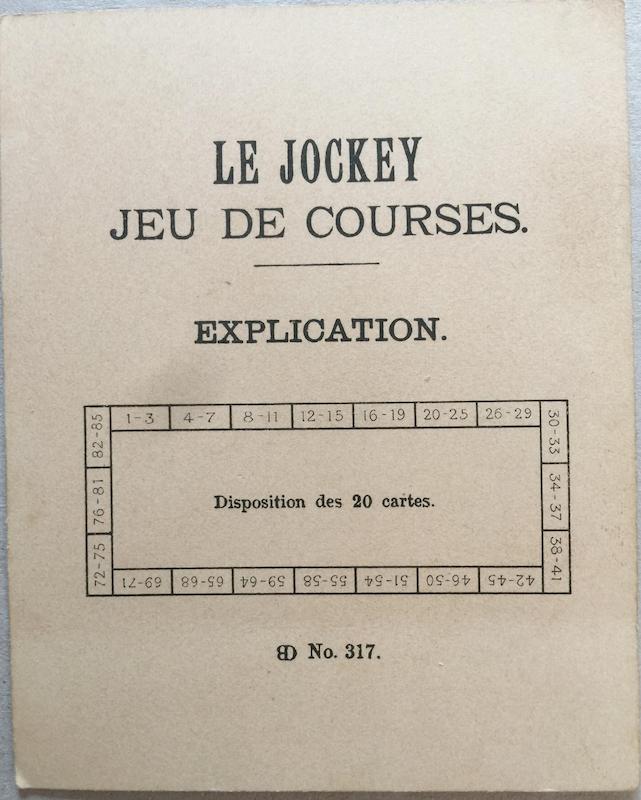 LE JOCKEY
JEU DE COURSES.
EXPLICATION.
1-3 4-7 8-11 12-15 16-19 20-25 26-29
30-33
34-37
38-41
42-45 46-50 51-54 55-58 59-64 65-68 69-71
72-75
76-81
82-85
Disposition des 20 cartes.
BD No. 317.